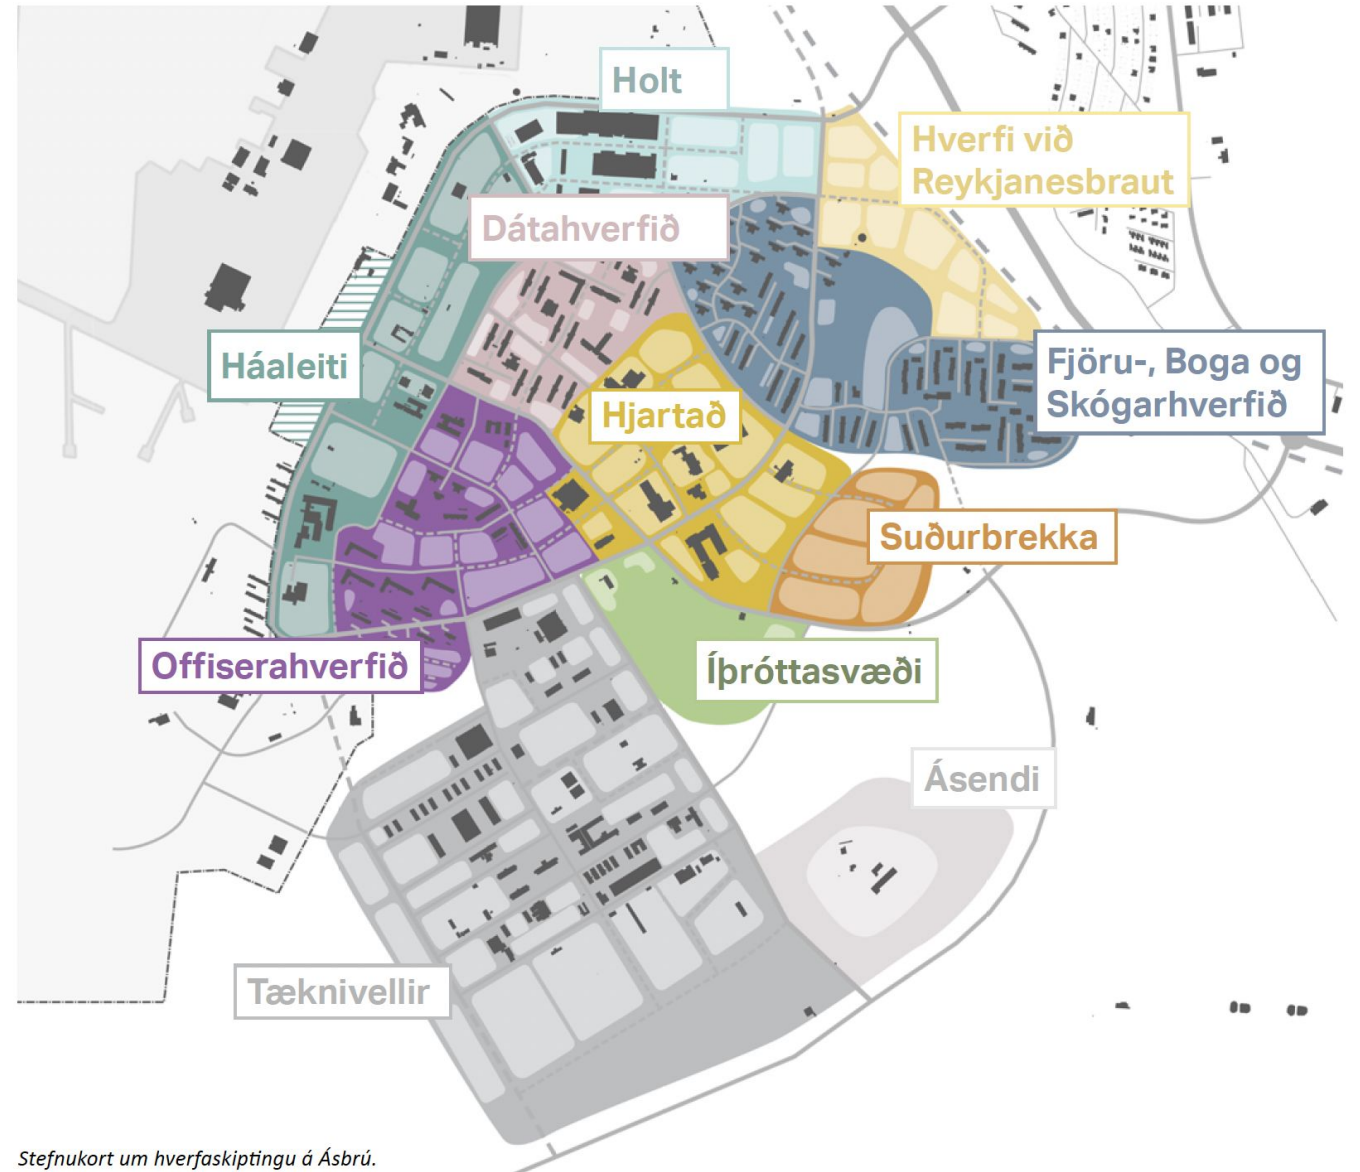 Holt
Hverfi við
Reykjanesbraut
Dátahverfið
Háaleiti
Fjöru-, Boga og
Skógarhverfið
Hjartað
Suðurbrekka
Offiserahverfið
Íþróttasvæði
Ásendi
Tæknivellir
Stefnukort um hverfaskiptingu á Ásbrú.